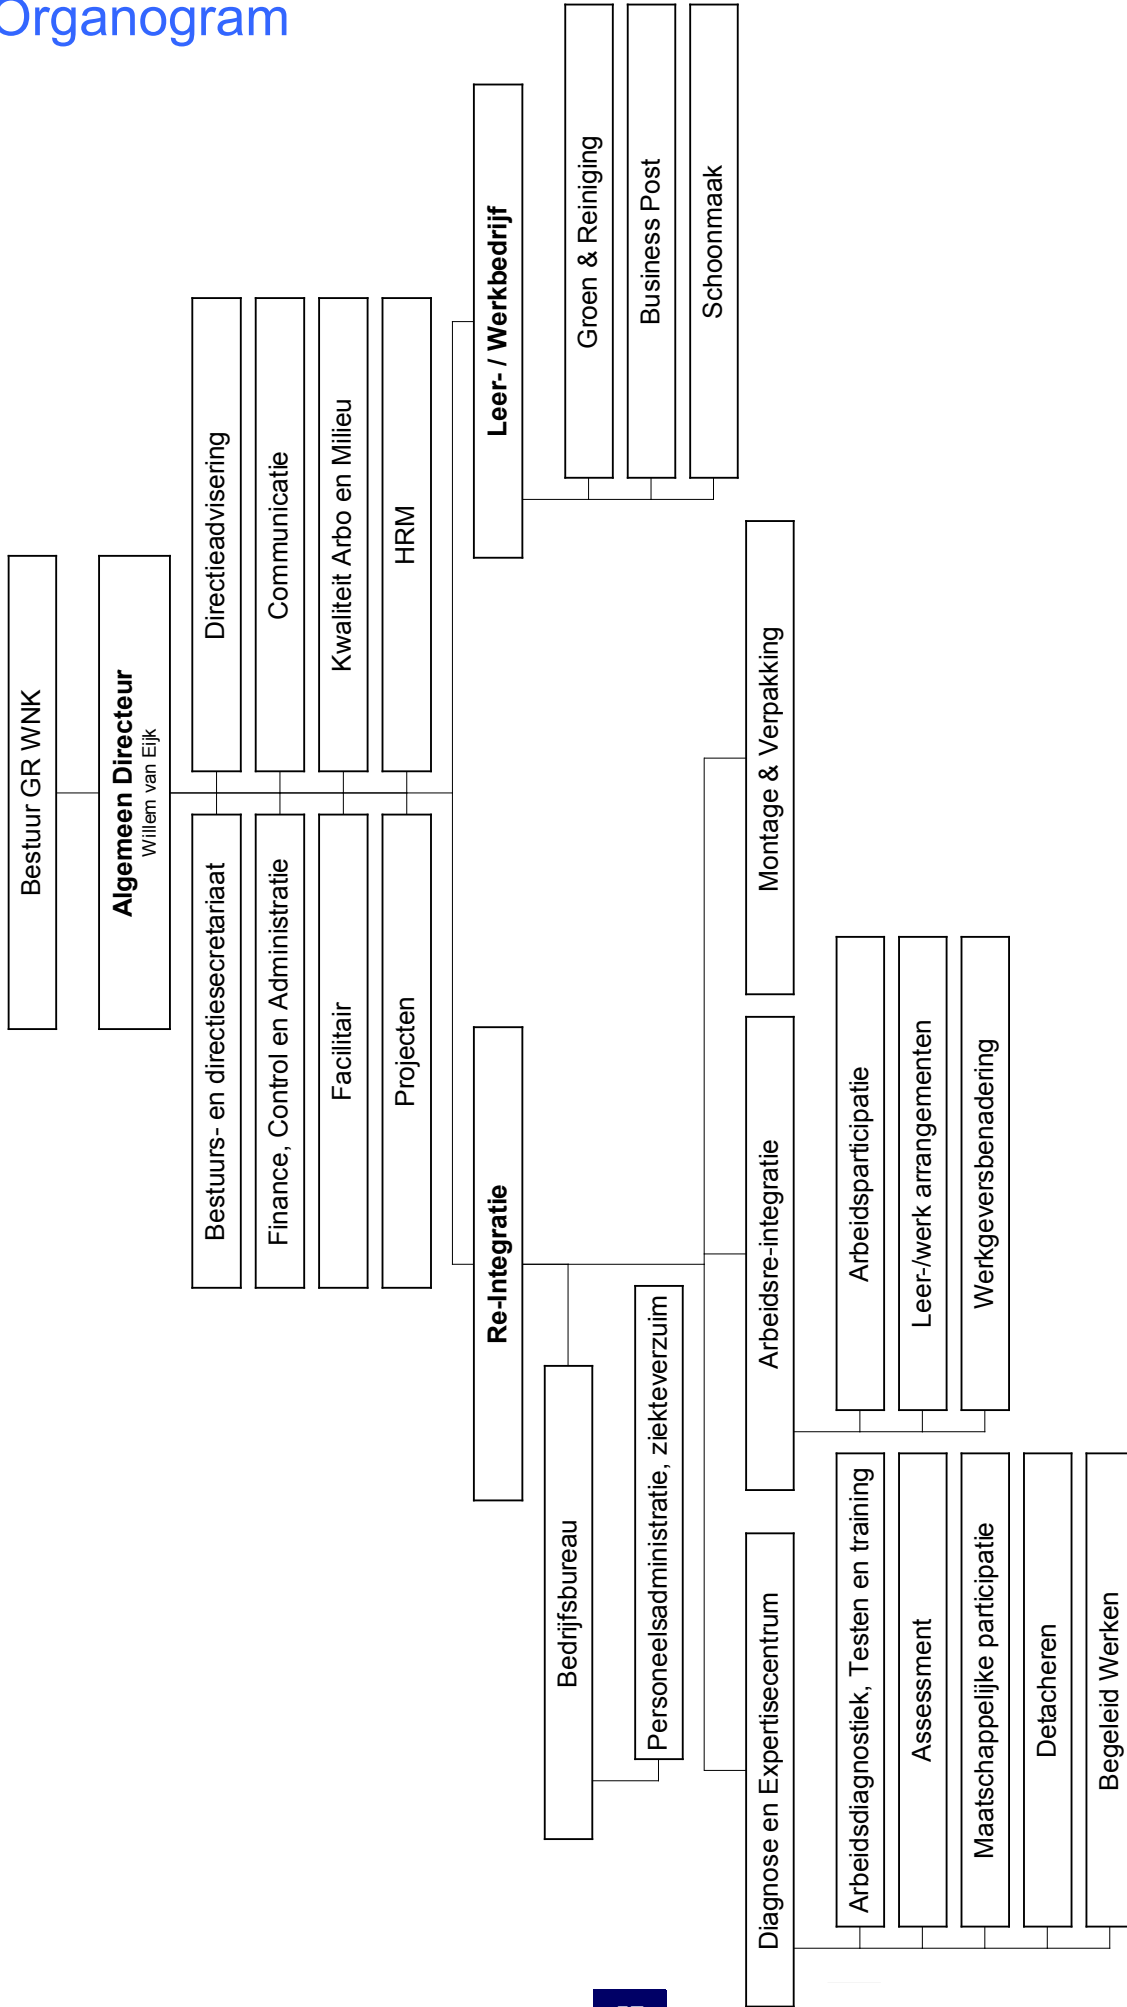 Organogram
Bestuur GR WNK
Algemeen Directeur
Willem van Eijk
Bestuurs- en directiesecretariaat
Directieadvisering
Finance, Control en Administratie
Communicatie
Facilitair
Kwaliteit Arbo en Milieu
Projecten
HRM
Re-Integratie
Leer- / Werkbedrijf
Bedrijfsbureau
Personeelsadministratie, ziekteverzuim
Groen & Reiniging
Business Post
Schoonmaak
Diagnose en Expertisecentrum
Arbeidsre-integratie
Montage & Verpakking
Arbeidsdiagnostiek, Testen en training
Assessment
Maatschappelijke participatie
Detacheren
Begeleid Werken
Arbeidsparticipatie
Leer-/werk arrangementen
Werkgeversbenadering